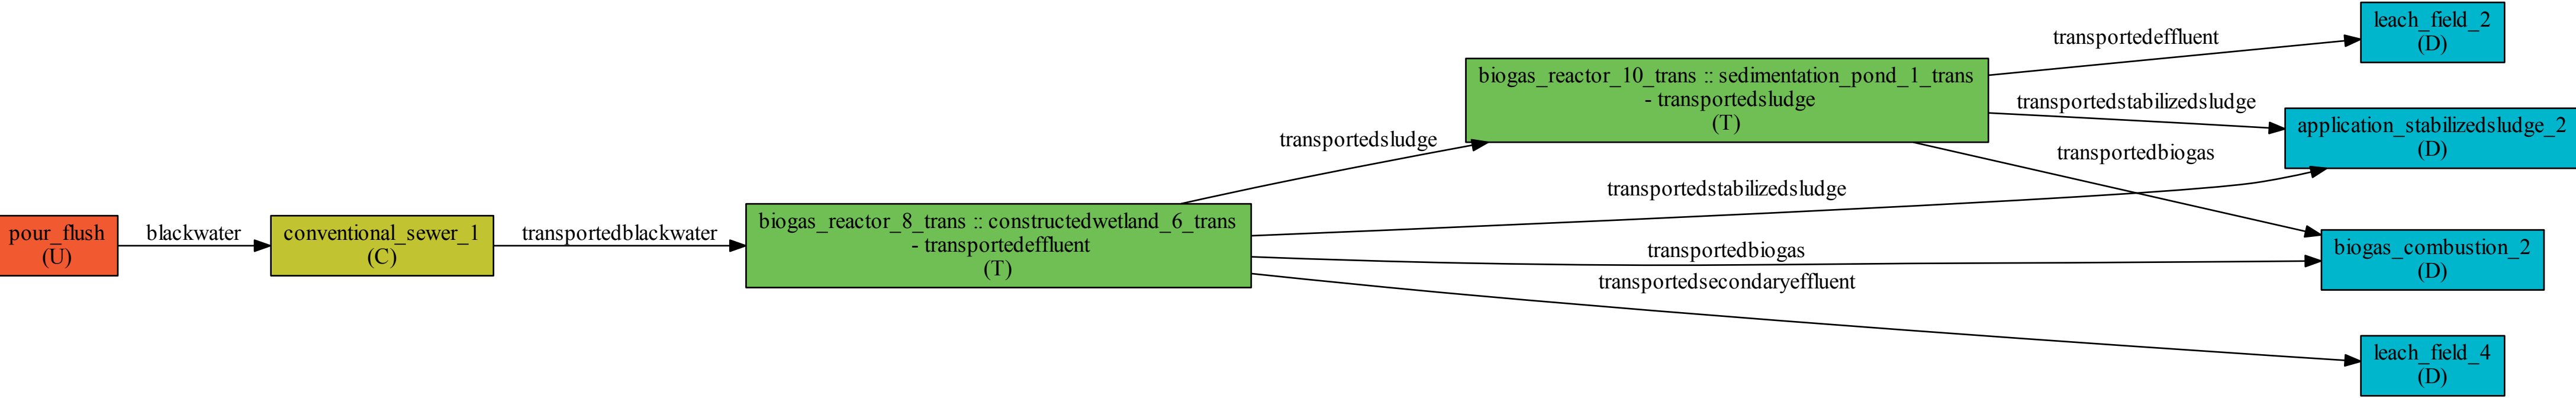 pour_flush
(U)
blackwater
conventional_sewer_1
(C)
transportedblackwater
biogas_reactor_8_trans :: constructedwetland_6_trans
- transportedeffluent
(T)
transportedsludge
biogas_reactor_10_trans :: sedimentation_pond_1_trans
- transportedsludge
(T)
transportedstabilizedsludge
transportedbiogas
transportedsecondaryeffluent
transportedeffluent
transportedstabilizedsludge
transportedbiogas
leach_field_2
(D)
application_stabilizedsludge_2
(D)
biogas_combustion_2
(D)
leach_field_4
(D)